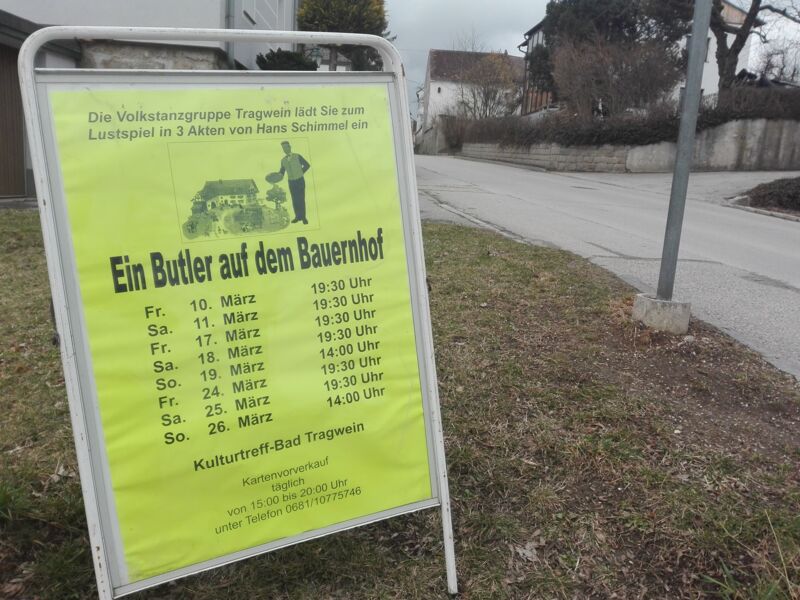 Die Volkstanzgruppe Tragwein lädt Sie zum
Lustspiel in 3 Akten von Hans Schimmel ein
Ein Butler auf dem Bauernhof
Fr. 10. März 19:30 Uhr
Sa. 11. März 19:30 Uhr
Fr. 17. März 19:30 Uhr
Sa. 18. März 19:30 Uhr
So. 19. März 14:00 Uhr
Fr. 24. März 19:30 Uhr
Sa. 25. März 19:30 Uhr
So. 26. März 14:00 Uhr
Kulturtreff-Bad Tragwein
Kartenvorverkauf
täglich
von 15:00 bis 20:00 Uhr
unter Telefon 0681/10775746